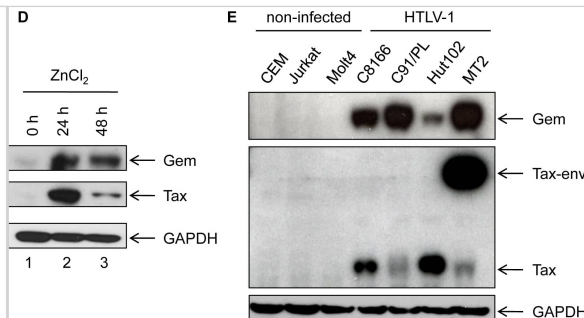 D
ZnCl2
0 h
24 h
48 h
Gem
Tax
GAPDH
1 2 3
E
non-infected HTLV-1
CEM Jurkat Molt4 C8166 C91/PL Hut102 MT2
Gem
Tax-env
Tax
GAPDH